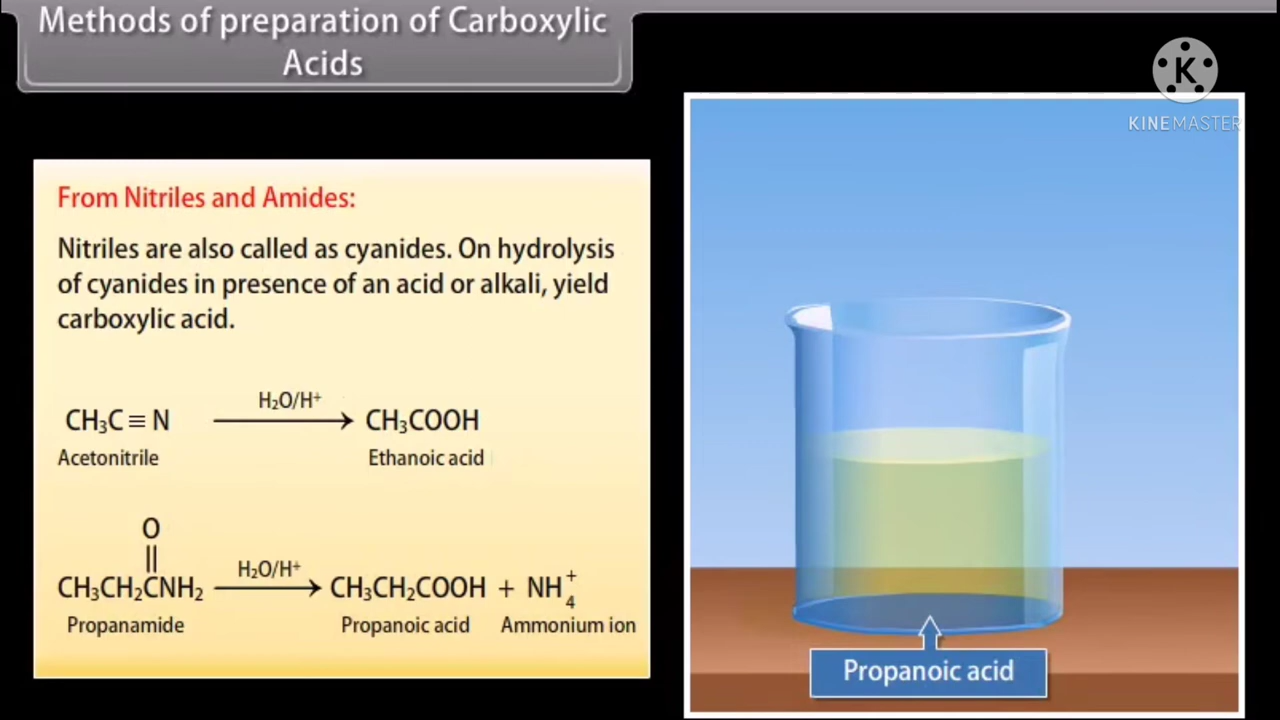 Methods of preparation of Carboxylic
Acids
K
KINEMASTER
From Nitriles and Amides:
Nitriles are also called as cyanides. On hydrolysis
of cyanides in presence of an acid or alkali, yield
carboxylic acid.
CH₃C≡N H₂O/H⁺ CH₃COOH
Acetonitrile Ethanoic acid
O
||
CH₃CH₂CNH₂ H₂O/H⁺ CH₃CH₂COOH + NH₄⁺
Propanamide Propanoic acid Ammonium ion
Propanoic acid